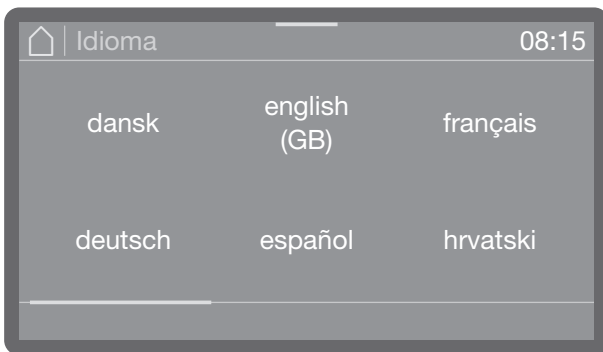 Idioma
08:15
dansk
english
(GB)
français
deutsch
español
hrvatski